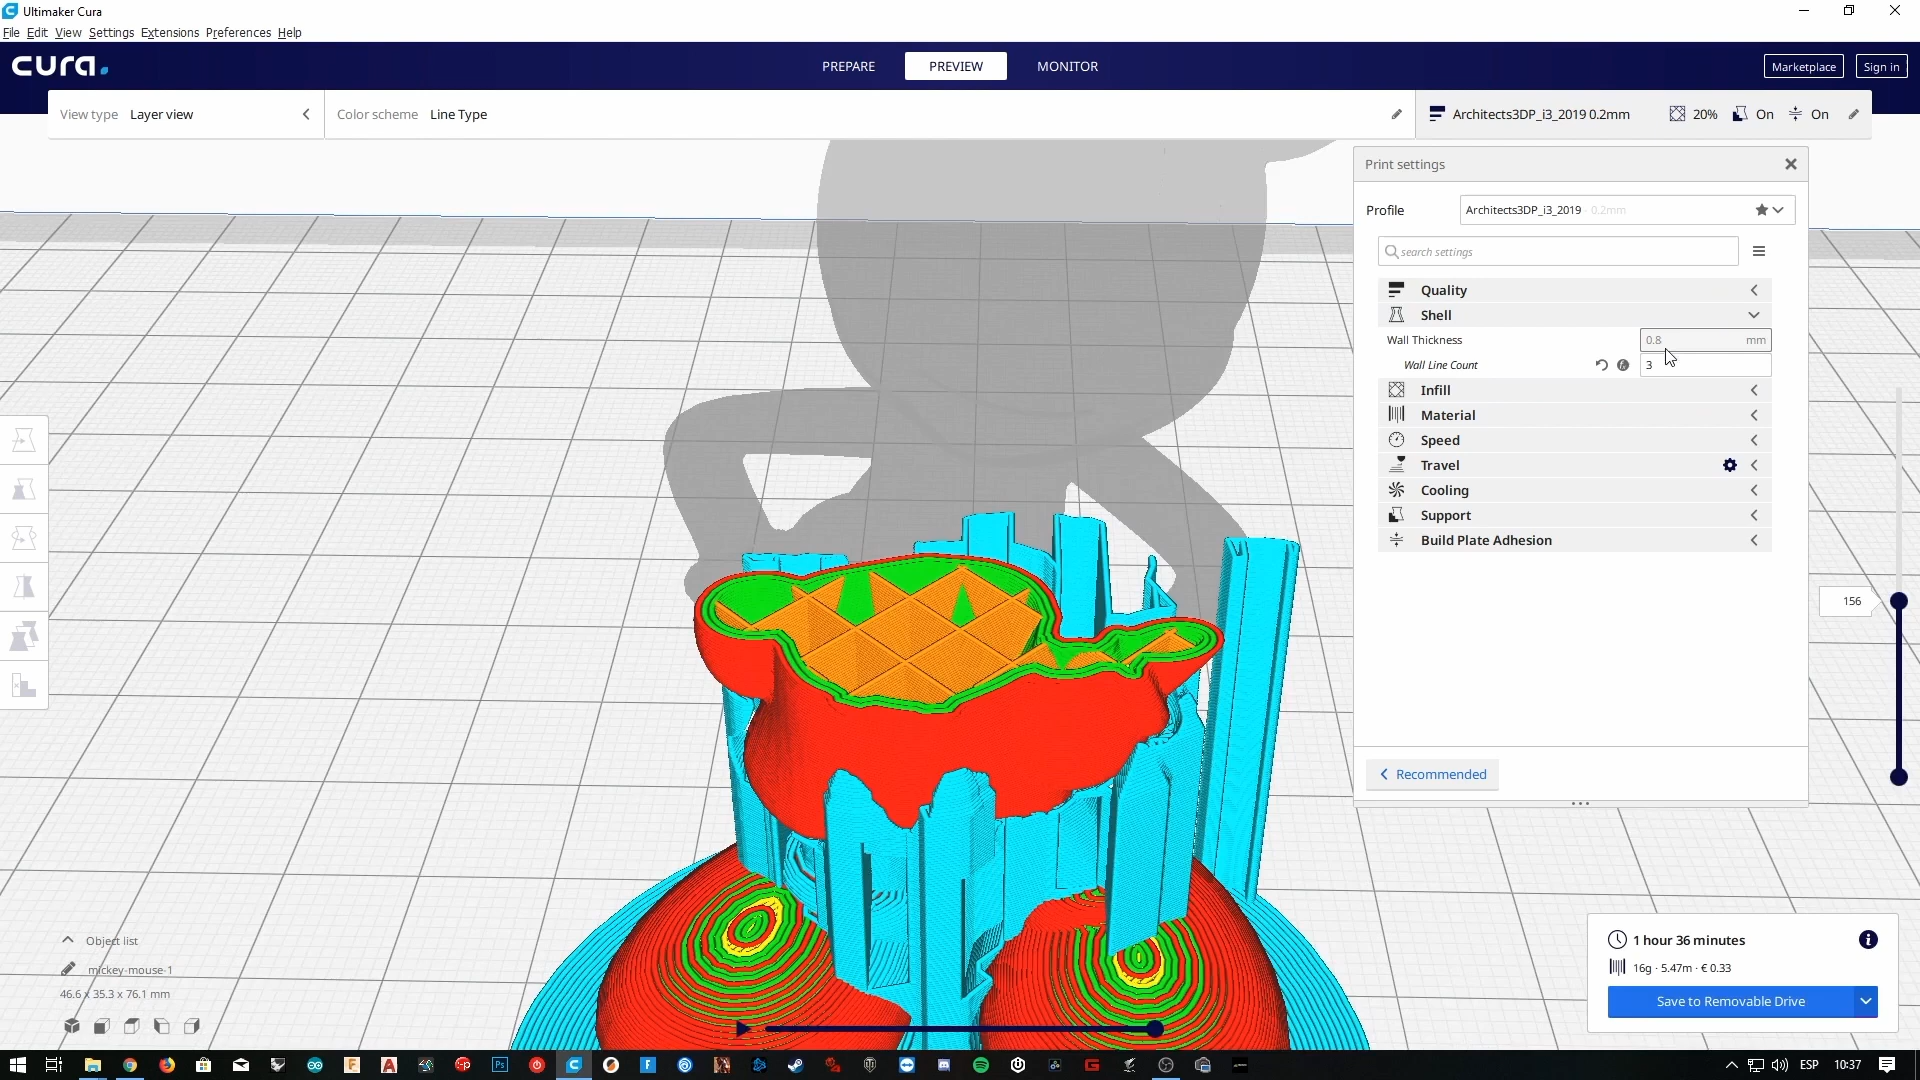 Ultimaker Cura
File Edit View Settings Extensions Preferences Help
cura.
PREPARE PREVIEW MONITOR
Marketplace Sign in
View type Layer view
Color scheme Line Type
Architects3DP_i3_2019 0.2mm 20% On On
Print settings
Profile Architects3DP_i3_2019 - 0.2mm
search settings
Quality
Shell
Wall Thickness 0.8 mm
Wall Line Count 3
Infill
Material
Speed
Travel
Cooling
Support
Build Plate Adhesion
156
Recommended
Object list
mickey-mouse-1
46.6 x 35.3 x 76.1 mm
1 hour 36 minutes
16g · 5.47m · € 0.33
Save to Removable Drive
ESP 10:37